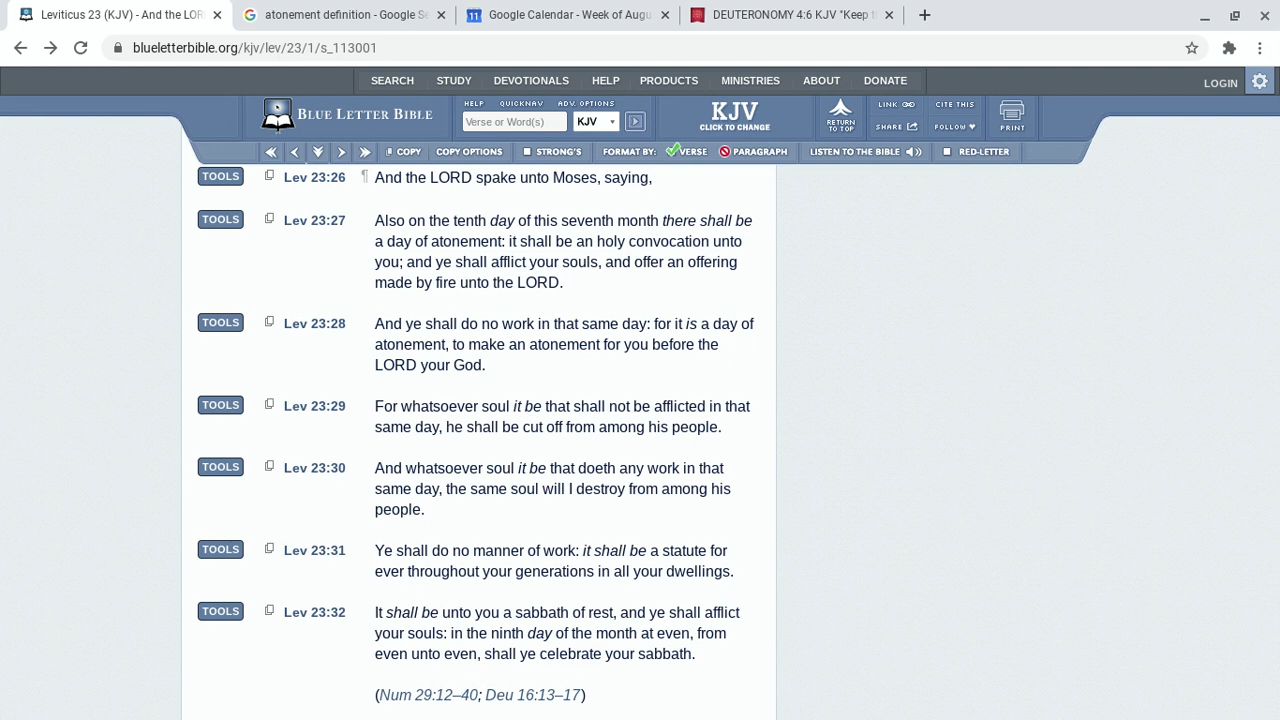 Leviticus 23 (KJV) - And the LOR
atonement definition - Google Se
Google Calendar - Week of Augu
DEUTERONOMY 4:6 KJV "Keep t
blueletterbible.org/kjv/lev/23/1/s_113001
SEARCH STUDY DEVOTIONALS HELP PRODUCTS MINISTRIES ABOUT DONATE
LOGIN
BLUE LETTER BIBLE
HELP QUICKNAV ADV. OPTIONS
Verse or Word(s) KJV
KJV
CLICK TO CHANGE
RETURN
TO TOP
LINK
SHARE
CITE THIS
FOLLOW
PRINT
COPY COPY OPTIONS STRONG'S FORMAT BY: VERSE PARAGRAPH LISTEN TO THE BIBLE RED-LETTER
TOOLS Lev 23:26 ¶ And the LORD spake unto Moses, saying,
TOOLS Lev 23:27 Also on the tenth day of this seventh month there shall be
a day of atonement: it shall be an holy convocation unto
you; and ye shall afflict your souls, and offer an offering
made by fire unto the LORD.
TOOLS Lev 23:28 And ye shall do no work in that same day: for it is a day of
atonement, to make an atonement for you before the
LORD your God.
TOOLS Lev 23:29 For whatsoever soul it be that shall not be afflicted in that
same day, he shall be cut off from among his people.
TOOLS Lev 23:30 And whatsoever soul it be that doeth any work in that
same day, the same soul will I destroy from among his
people.
TOOLS Lev 23:31 Ye shall do no manner of work: it shall be a statute for
ever throughout your generations in all your dwellings.
TOOLS Lev 23:32 It shall be unto you a sabbath of rest, and ye shall afflict
your souls: in the ninth day of the month at even, from
even unto even, shall ye celebrate your sabbath.
(Num 29:12–40; Deu 16:13–17)